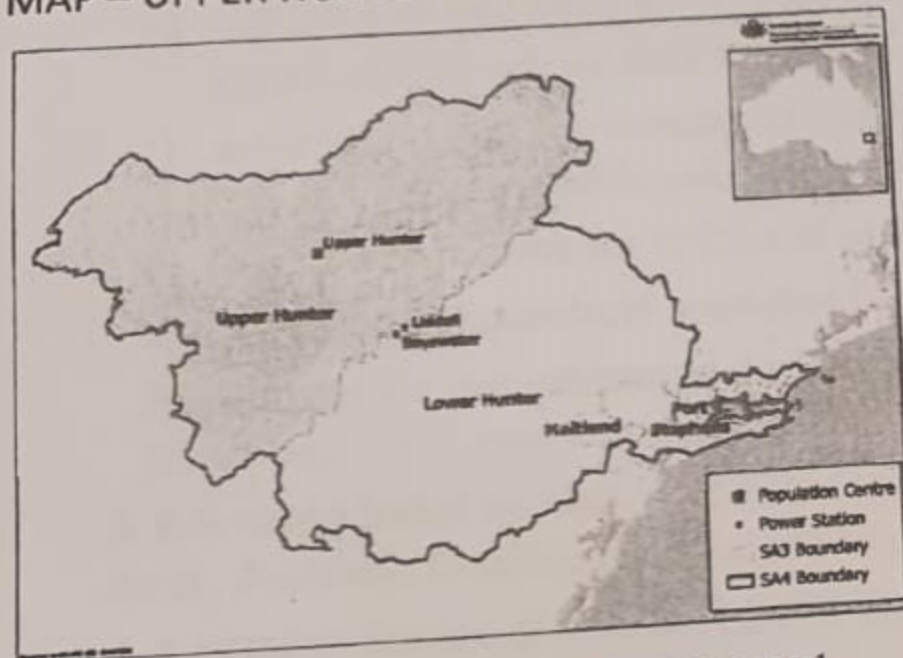 MAP – UPPER HU
Upper Hunter
Upper Hunter
Liddell
Bayswater
Lower Hunter
Maitland
Port
Stephens
Population Centre
Power Station
SA3 Boundary
SA4 Boundary